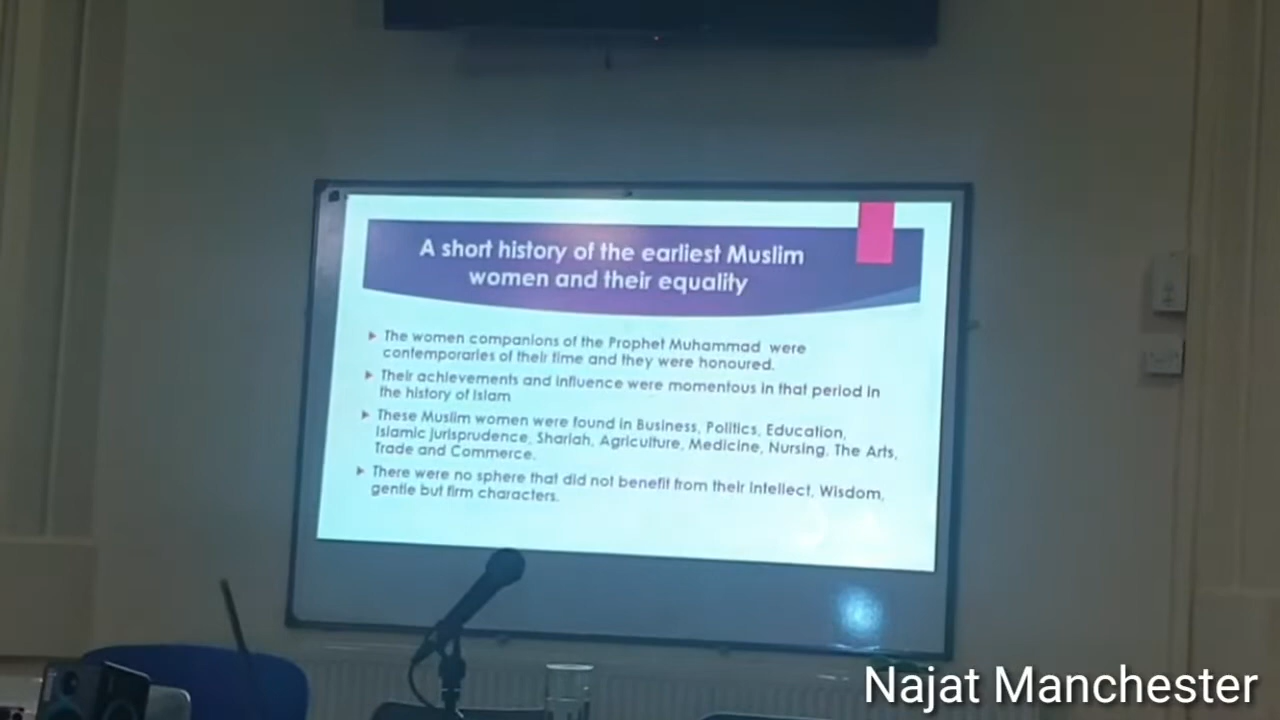 A short history of the earliest Muslim
women and their equality
The women companions of the Prophet Muhammad were
contemporaries of their time and they were honoured.
Their achievements and influence were momentous in that period in
the history of Islam
These Muslim women were found in Business, Politics, Education,
Islamic Jurisprudence, Shariah, Agriculture, Medicine, Nursing, The Arts,
Trade and Commerce.
There were no sphere that did not benefit from their intellect, Wisdom,
gentle but firm characters.
Najat Manchester